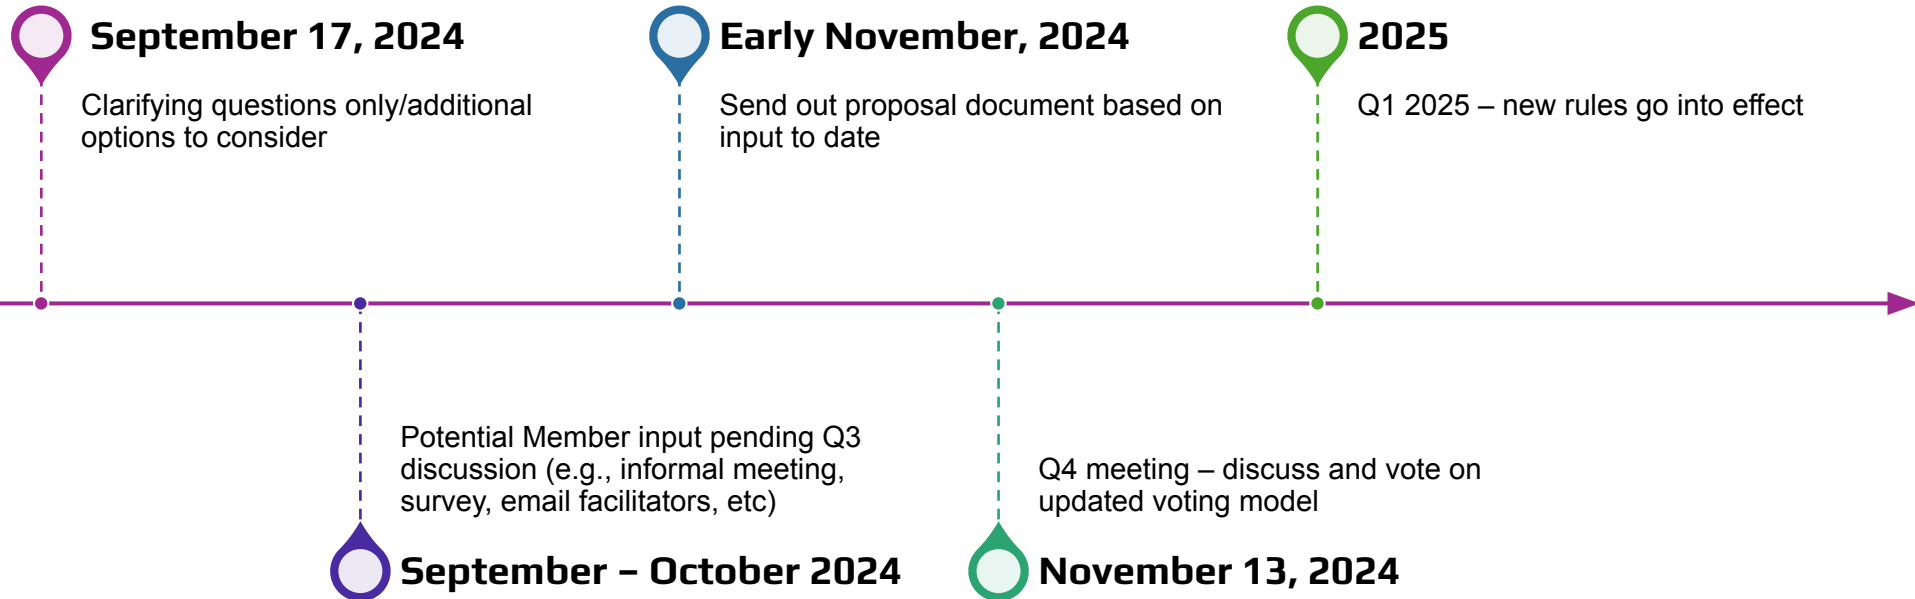 September 17, 2024
Clarifying questions only/additional
options to consider
Potential Member input pending Q3
discussion (e.g., informal meeting,
survey, email facilitators, etc)
September – October 2024
Early November, 2024
Send out proposal document based on
input to date
Q4 meeting – discuss and vote on
updated voting model
November 13, 2024
2025
Q1 2025 – new rules go into effect